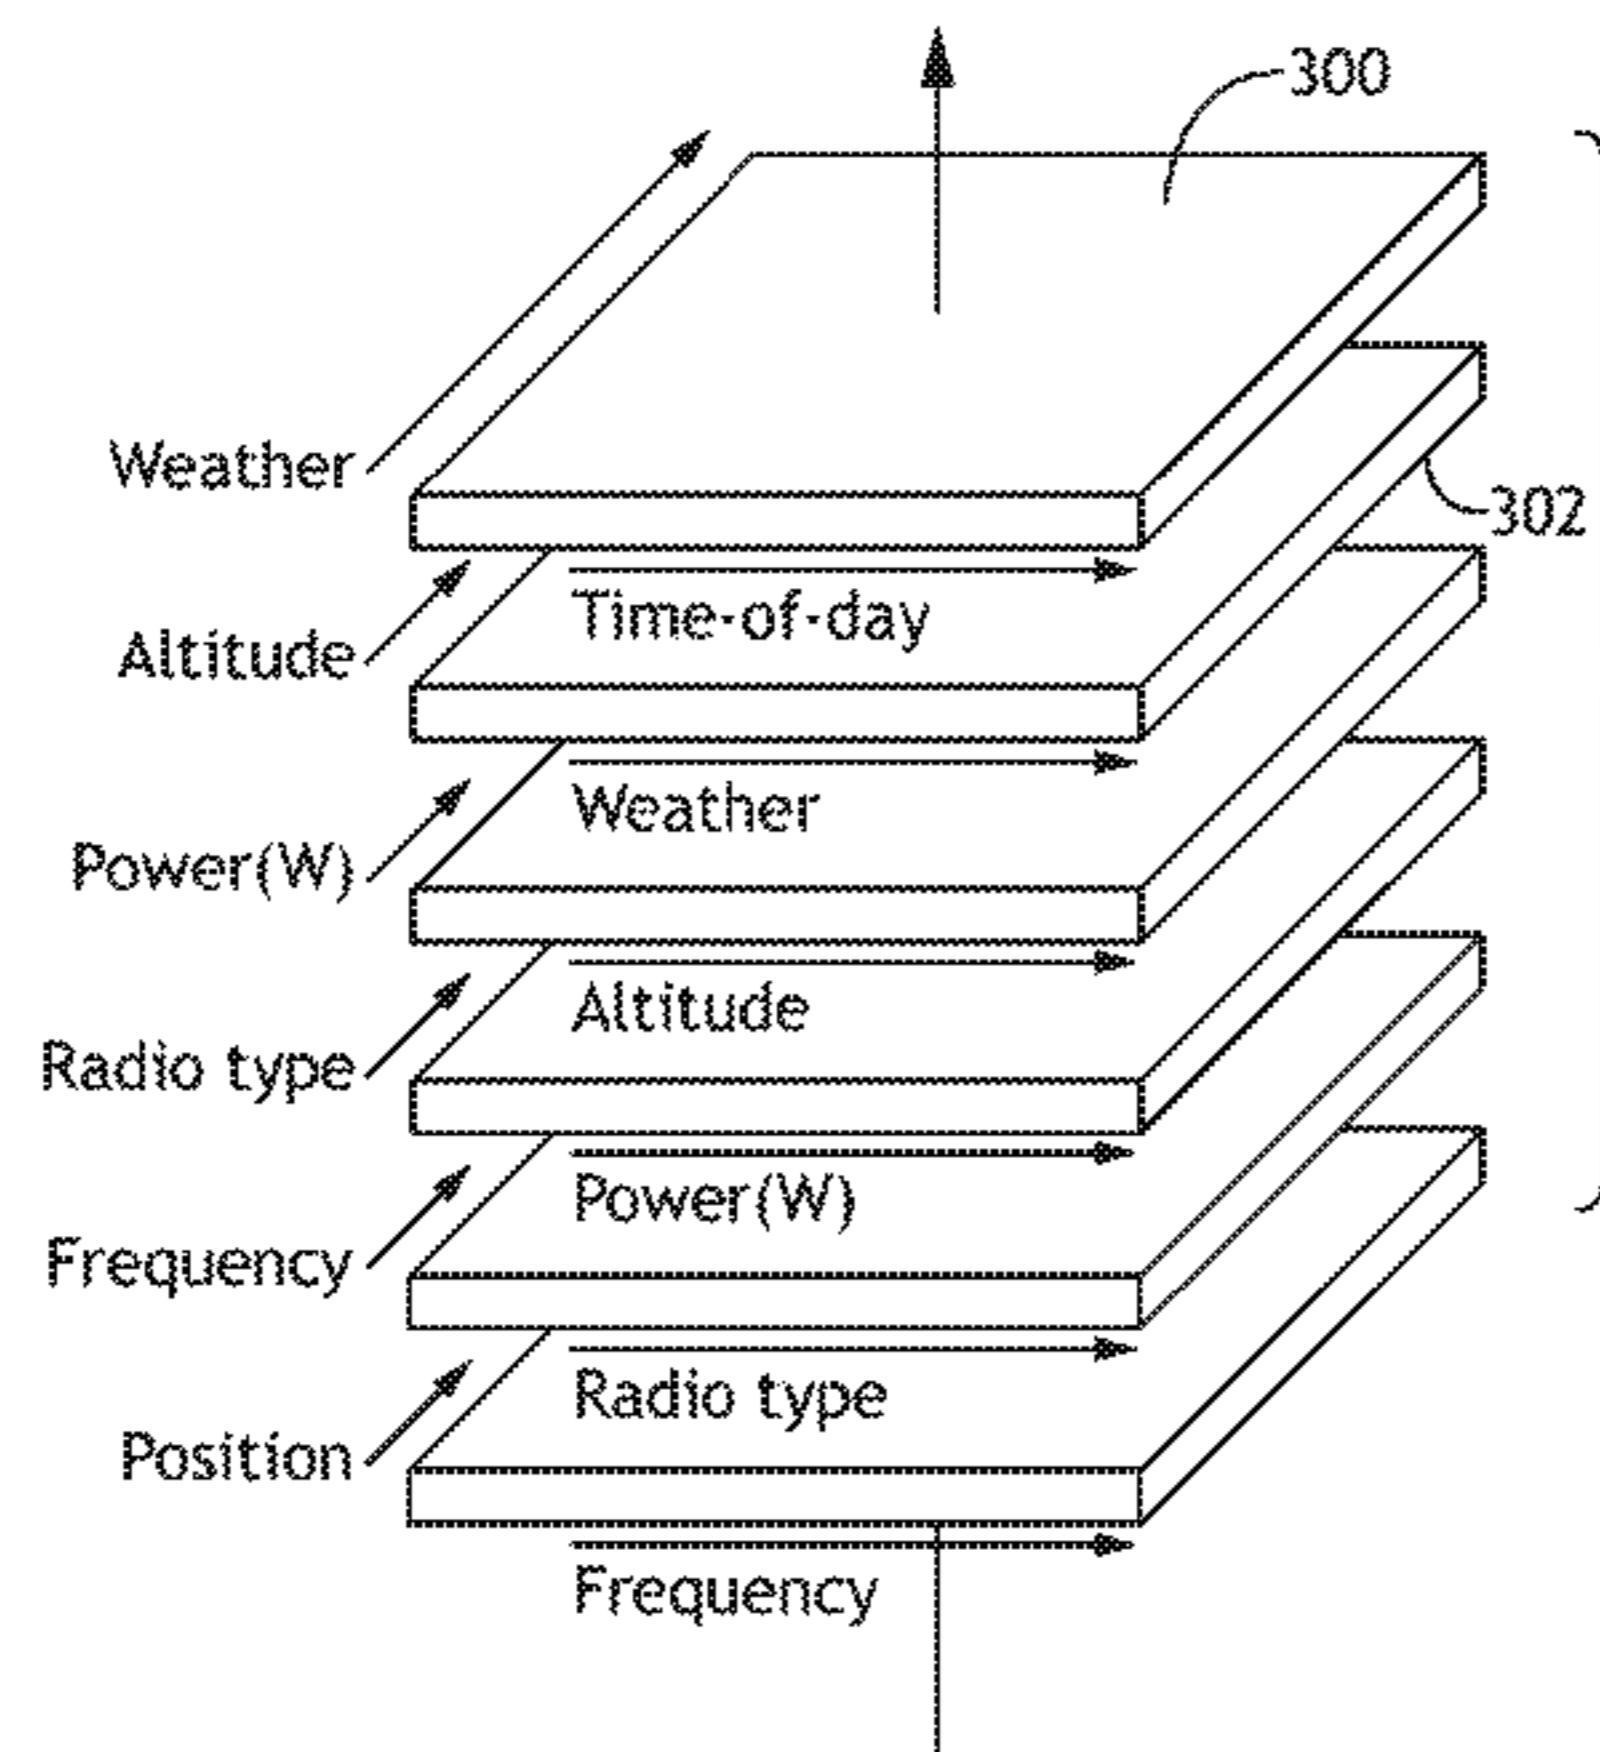 300
Weather
302
Time-of-day
Altitude
Weather
Power(W)
Altitude
Radio type
Power(W)
Frequency
Radio type
Position
Frequency